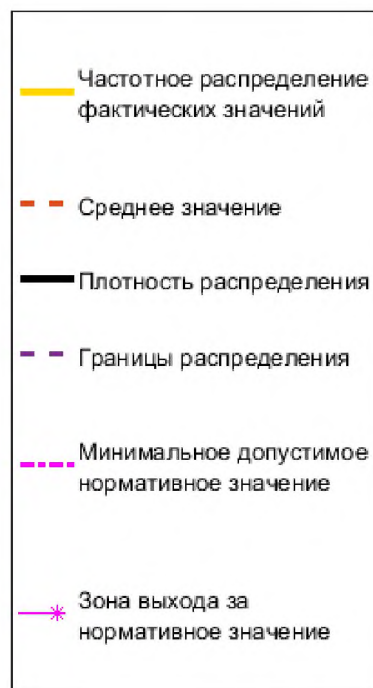 Частотное распределение
фактических значений
Среднее значение
Плотность распределения
Границы распределения
Минимальное допустимое
нормативное значение
Зона выхода за
нормативное значение